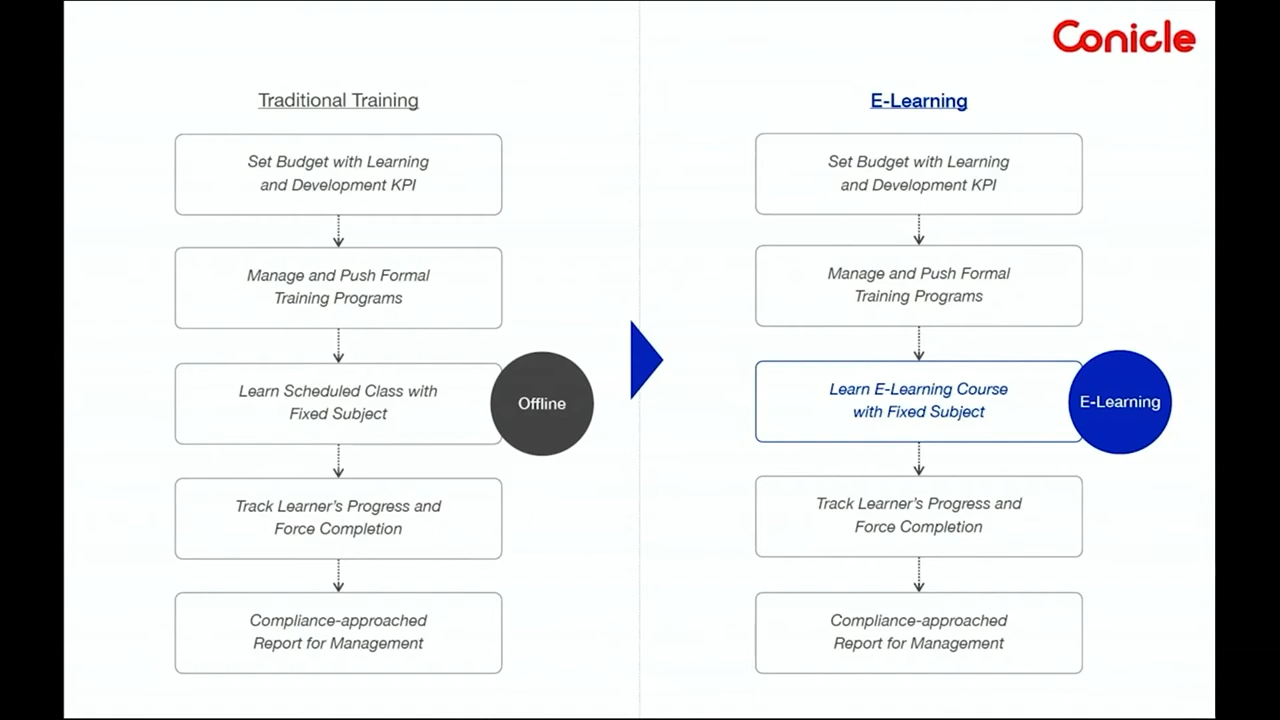 Conicle
Traditional Training
Set Budget with Learning
and Development KPI
Manage and Push Formal
Training Programs
Learn Scheduled Class with
Fixed Subject
Offline
Track Learner's Progress and
Force Completion
Compliance-approached
Report for Management
E-Learning
Set Budget with Learning
and Development KPI
Manage and Push Formal
Training Programs
Learn E-Learning Course
with Fixed Subject
E-Learning
Track Learner's Progress and
Force Completion
Compliance-approached
Report for Management